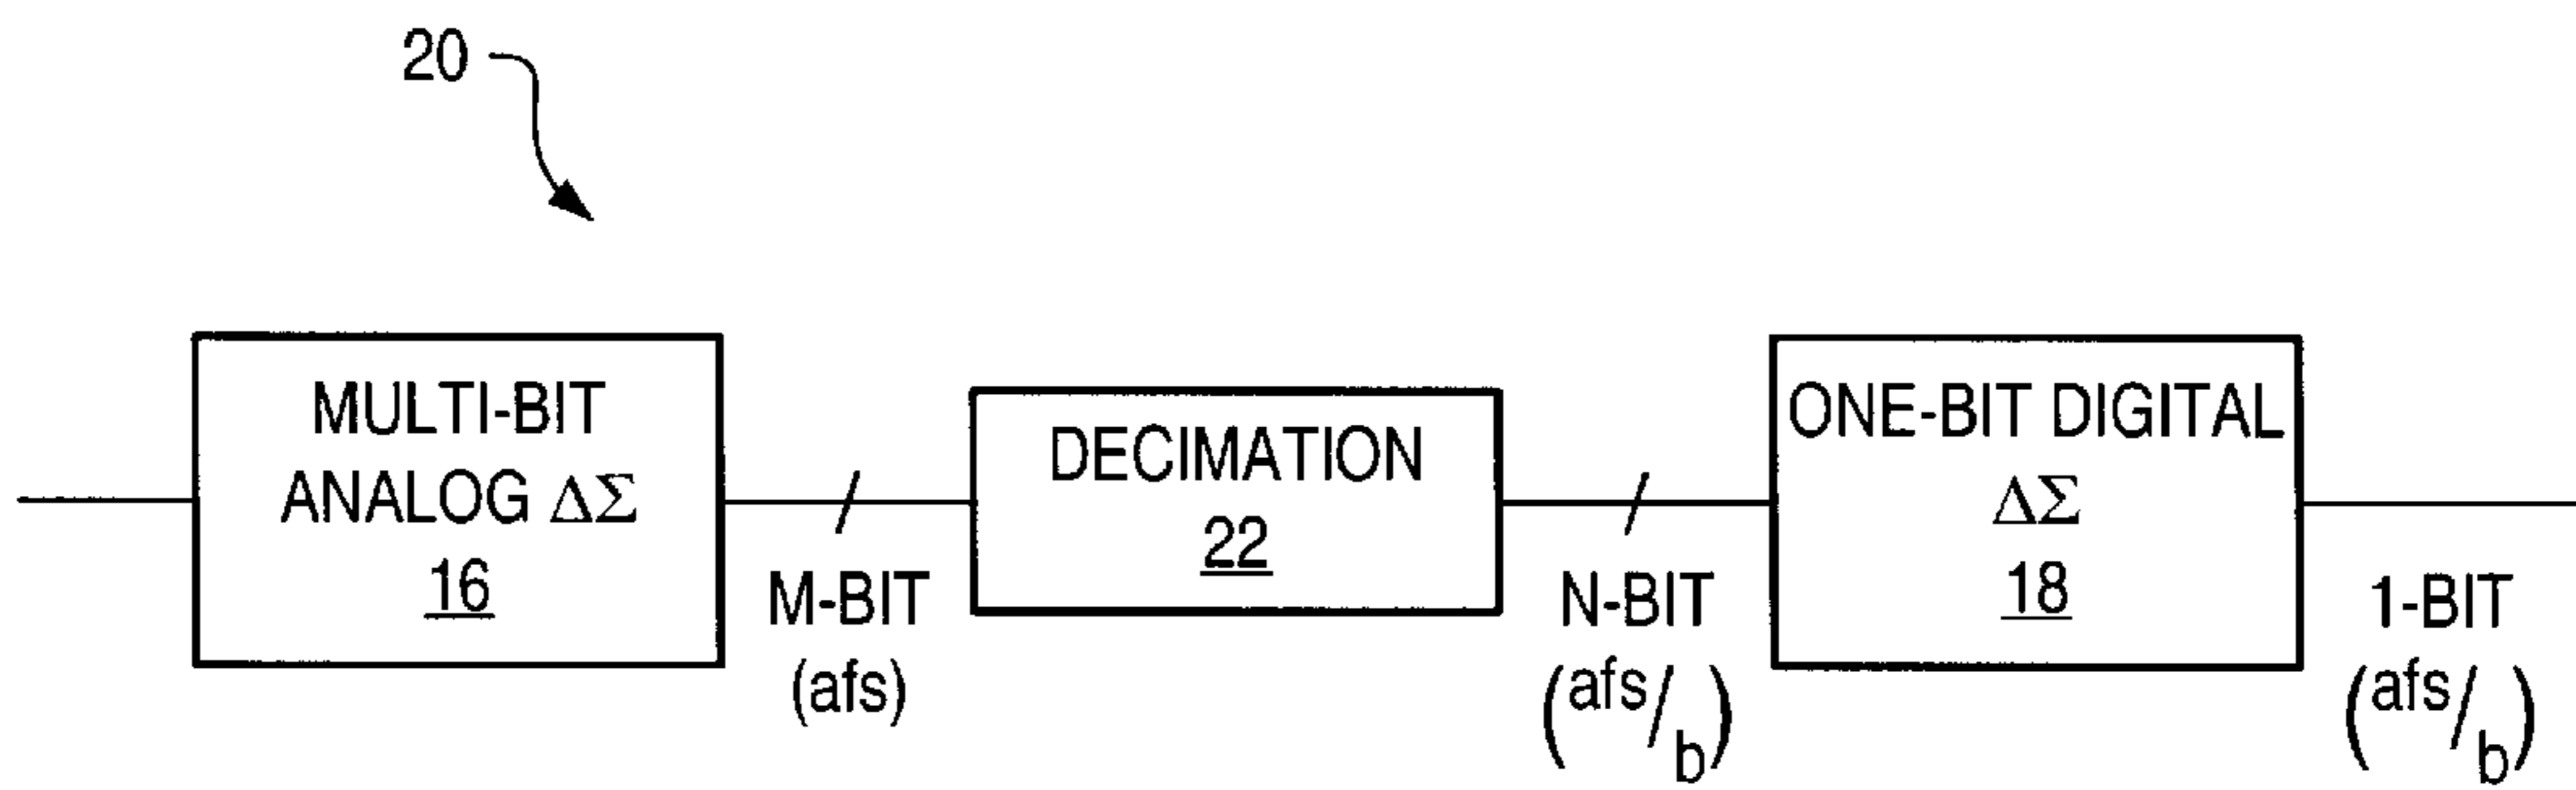 20
MULTI-BIT
ANALOG ΔΣ
16
M-BIT
(afs)
DECIMATION
22
N-BIT
(afs/b)
ONE-BIT DIGITAL
ΔΣ
18
1-BIT
(afs/b)